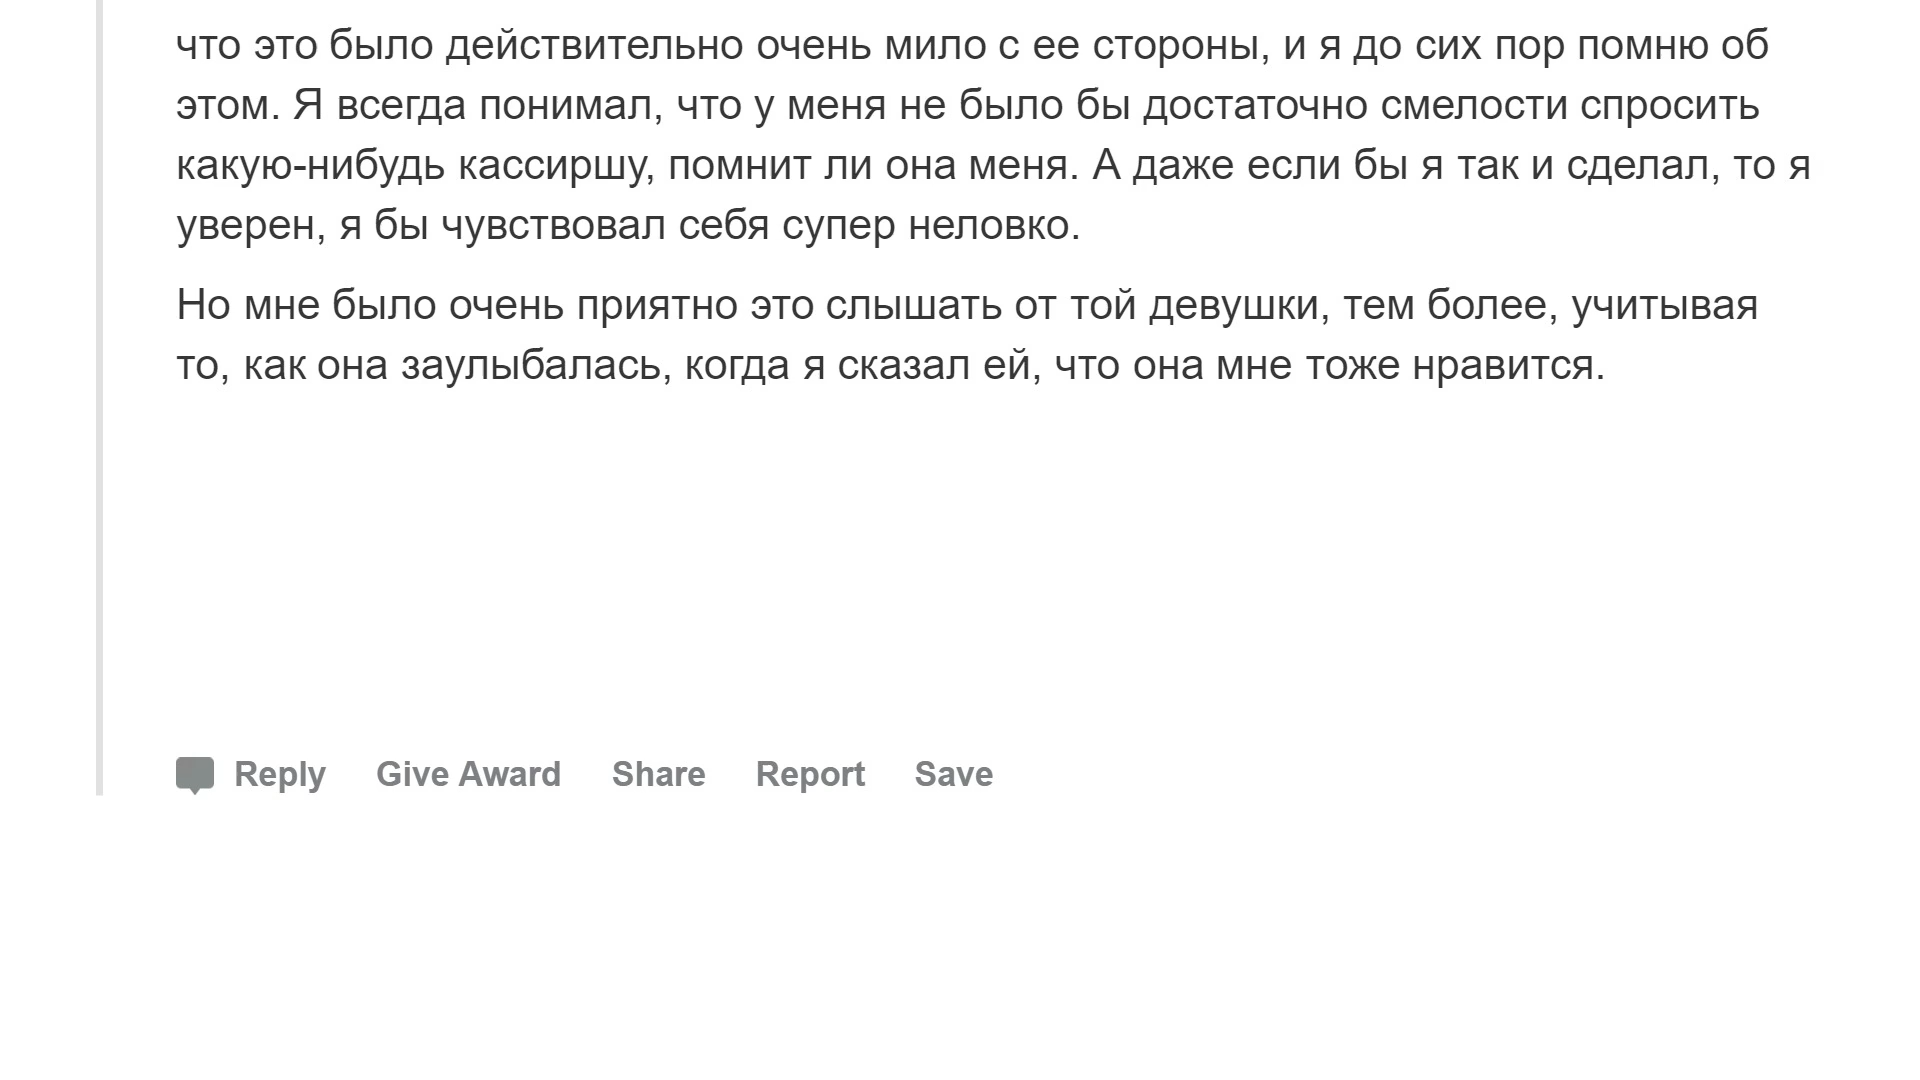 что это было действительно очень мило с ее стороны, и я до сих пор помню об
этом. Я всегда понимал, что у меня не было бы достаточно смелости спросить
какую-нибудь кассиршу, помнит ли она меня. А даже если бы я так и сделал, то я
уверен, я бы чувствовал себя супер неловко.
Но мне было очень приятно это слышать от той девушки, тем более, учитывая
то, как она заулыбалась, когда я сказал ей, что она мне тоже нравится.
Reply Give Award Share Report Save